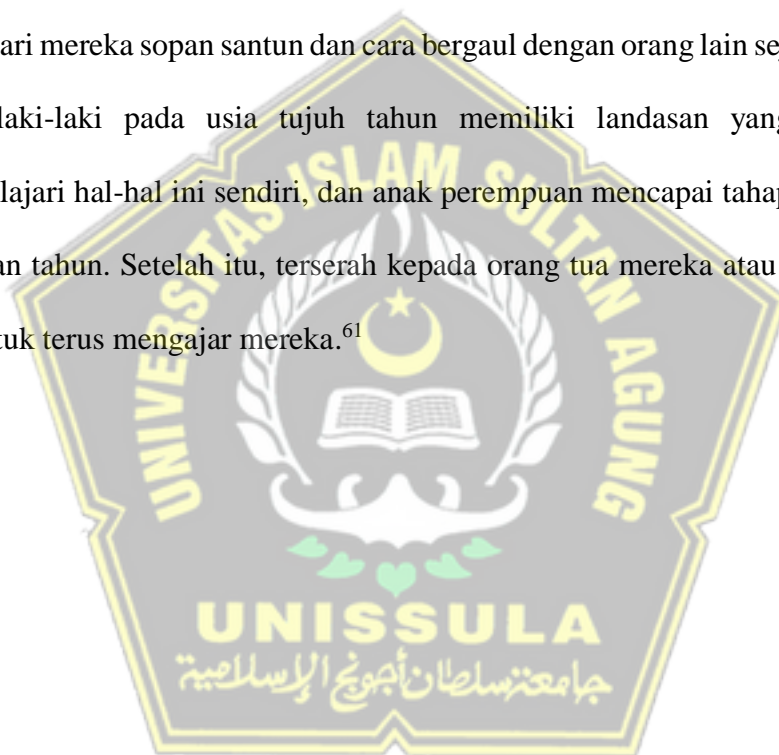 ari mereka sopan santun dan cara bergaul dengan orang lain se
laki-laki pada usia tujuh tahun memiliki landasan yang
lajari hal-hal ini sendiri, dan anak perempuan mencapai tahap
an tahun. Setelah itu, terserah kepada orang tua mereka atau
tuk terus mengajar mereka.61
UNIVERSITAS ISLAM SULTAN AGUNG
UNISSULA
جامعة سلطان أجونج الإسلامية